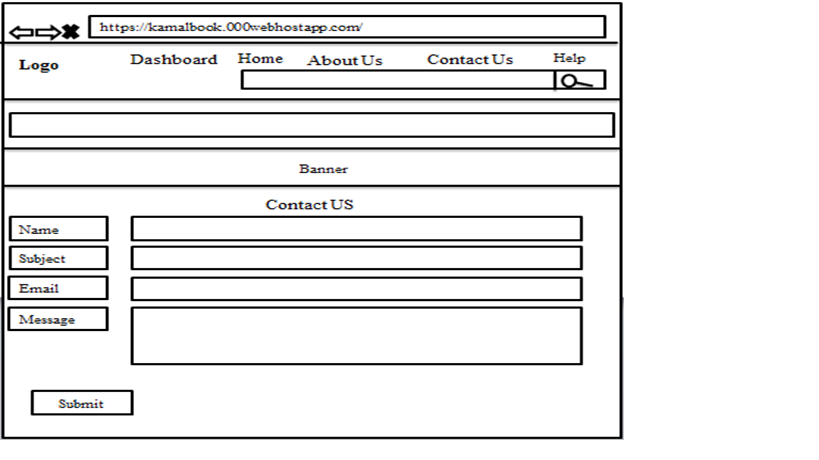 https://kamalbook.000webhostapp.com/
Logo
Dashboard Home About Us Contact Us Help
Banner
Contact US
Name
Subject
Email
Message
Submit